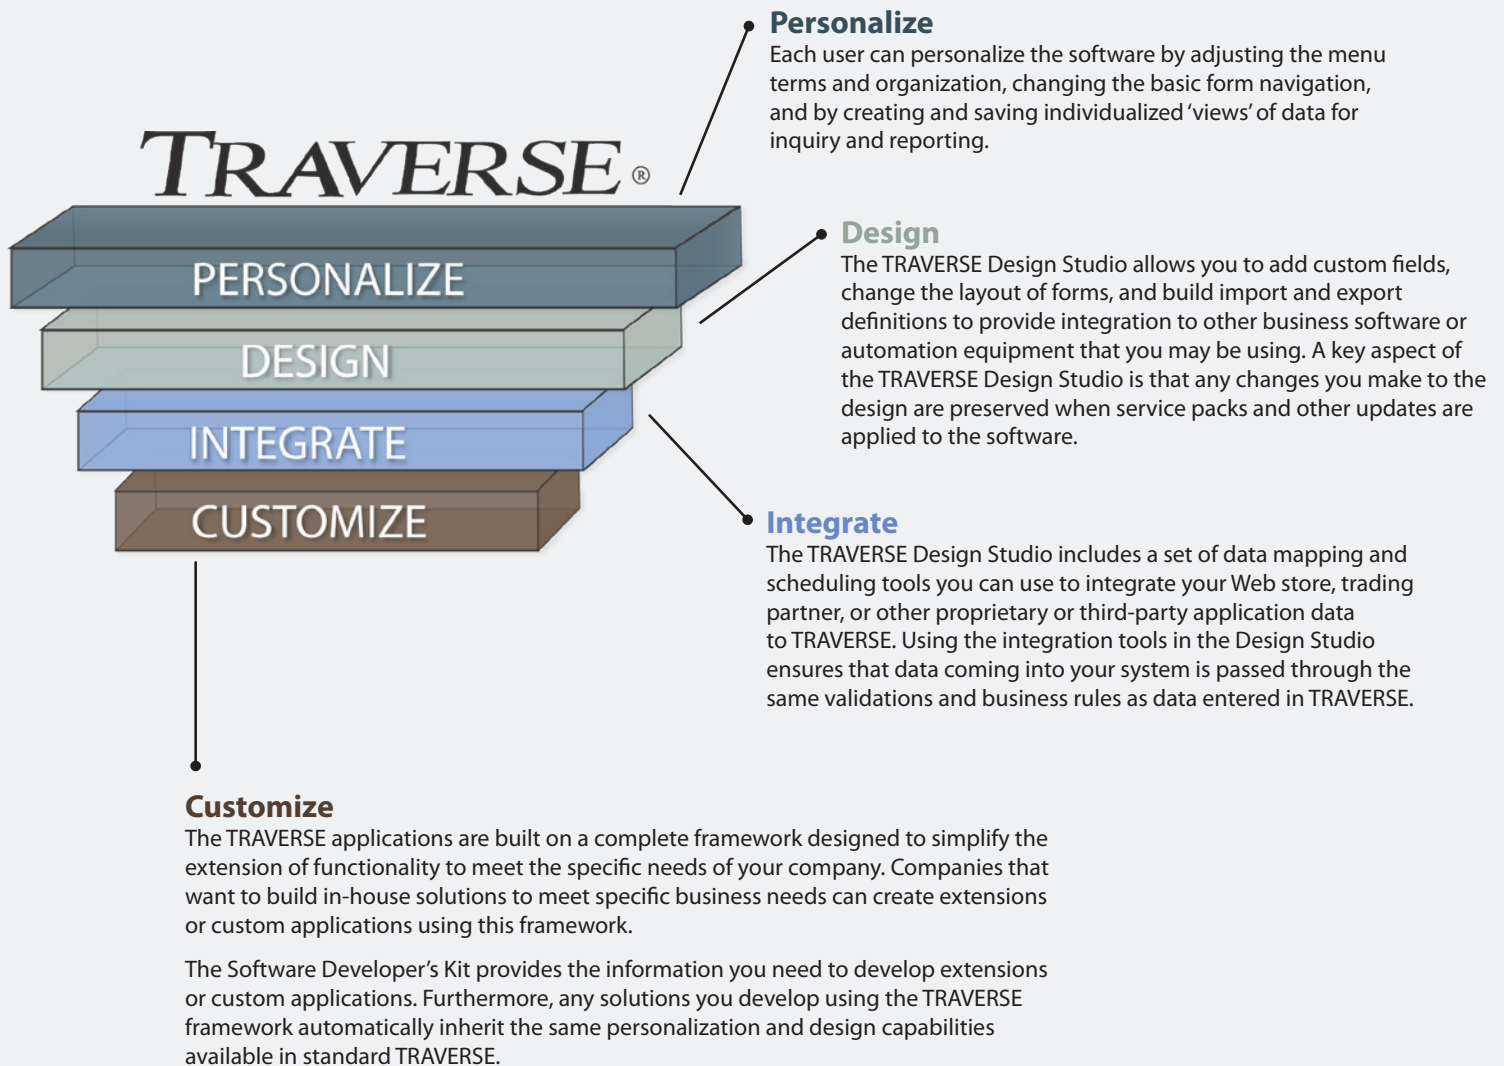 Personalize
Each user can personalize the software by adjusting the menu
terms and organization, changing the basic form navigation,
and by creating and saving individualized ‘views’ of data for
inquiry and reporting.
TRAVERSE®
PERSONALIZE
DESIGN
INTEGRATE
CUSTOMIZE
Design
The TRAVERSE Design Studio allows you to add custom fields,
change the layout of forms, and build import and export
definitions to provide integration to other business software or
automation equipment that you may be using. A key aspect of
the TRAVERSE Design Studio is that any changes you make to the
design are preserved when service packs and other updates are
applied to the software.
Integrate
The TRAVERSE Design Studio includes a set of data mapping and
scheduling tools you can use to integrate your Web store, trading
partner, or other proprietary or third-party application data
to TRAVERSE. Using the integration tools in the Design Studio
ensures that data coming into your system is passed through the
same validations and business rules as data entered in TRAVERSE.
Customize
The TRAVERSE applications are built on a complete framework designed to simplify the
extension of functionality to meet the specific needs of your company. Companies that
want to build in-house solutions to meet specific business needs can create extensions
or custom applications using this framework.
The Software Developer’s Kit provides the information you need to develop extensions
or custom applications. Furthermore, any solutions you develop using the TRAVERSE
framework automatically inherit the same personalization and design capabilities
available in standard TRAVERSE.